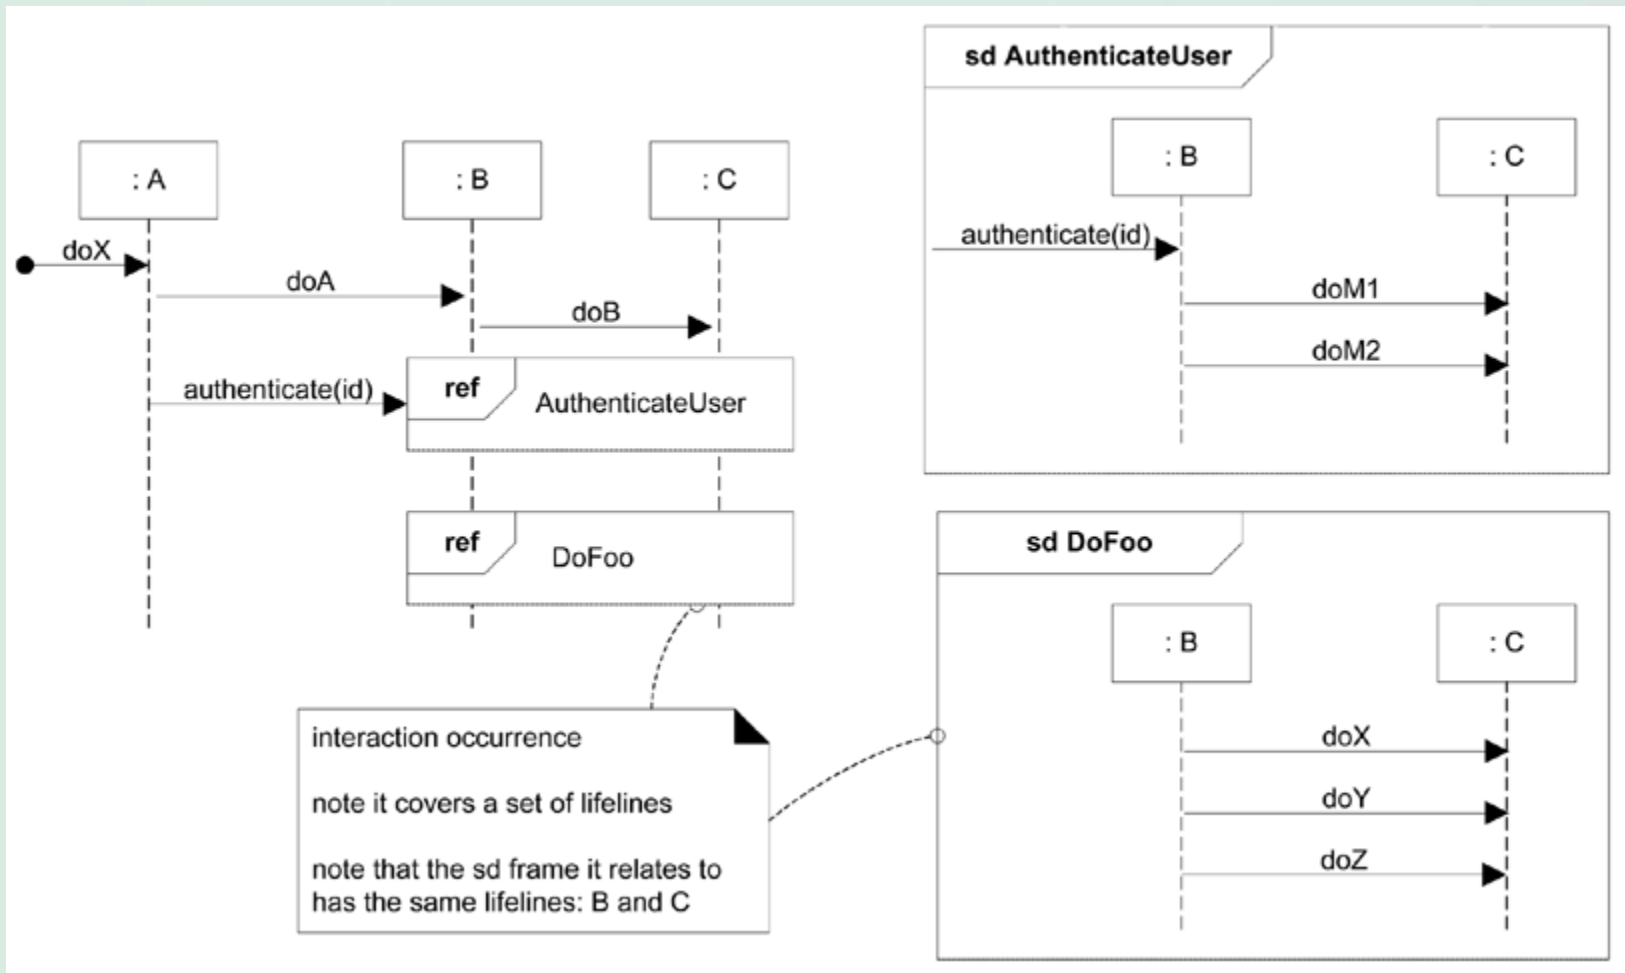 : A
: B
: C
doX
doA
doB
authenticate(id)
ref
AuthenticateUser
ref
DoFoo
interaction occurrence
note it covers a set of lifelines
note that the sd frame it relates to
has the same lifelines: B and C
sd AuthenticateUser
: B
: C
authenticate(id)
doM1
doM2
sd DoFoo
: B
: C
doX
doY
doZ